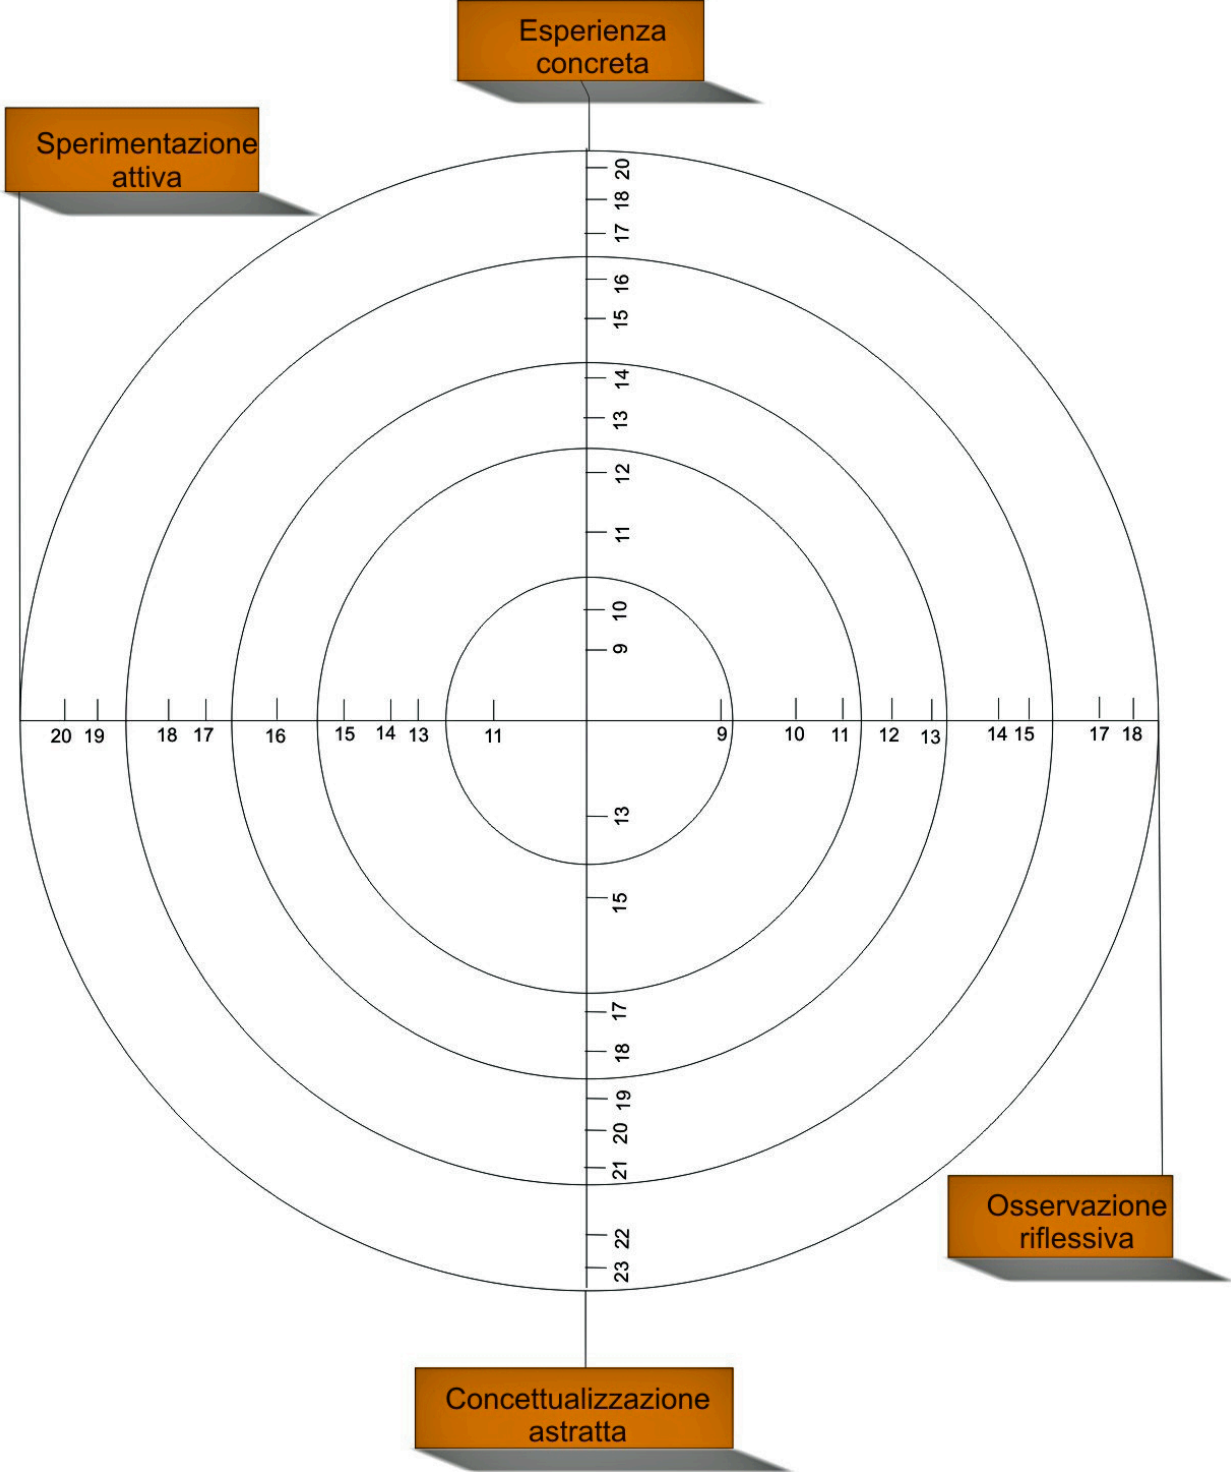 Esperienza
concreta
Sperimentazione
attiva
20
18
17
16
15
14
13
12
11
10
9
20 19 18 17 16 15 14 13 11 9 10 11 12 13 14 15 17 18
13
15
17
18
19
20
21
22
23
Osservazione
riflessiva
Concettualizzazione
astratta